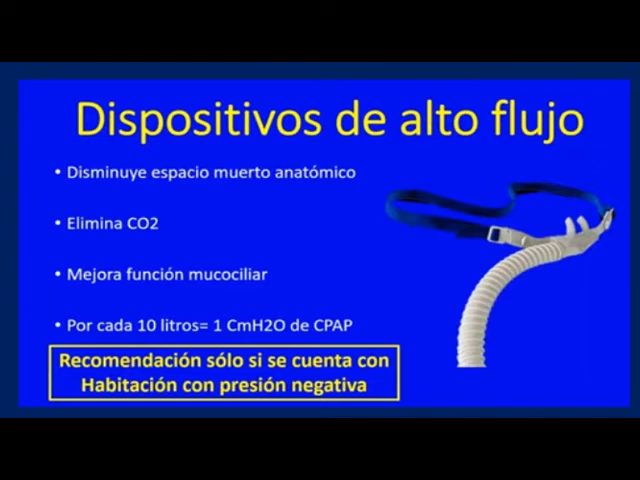 Dispositivos de alto flujo
• Disminuye espacio muerto anatómico
• Elimina CO2
• Mejora función mucociliar
• Por cada 10 litros= 1 CmH2O de CPAP
Recomendación sólo si se cuenta con
Habitación con presión negativa